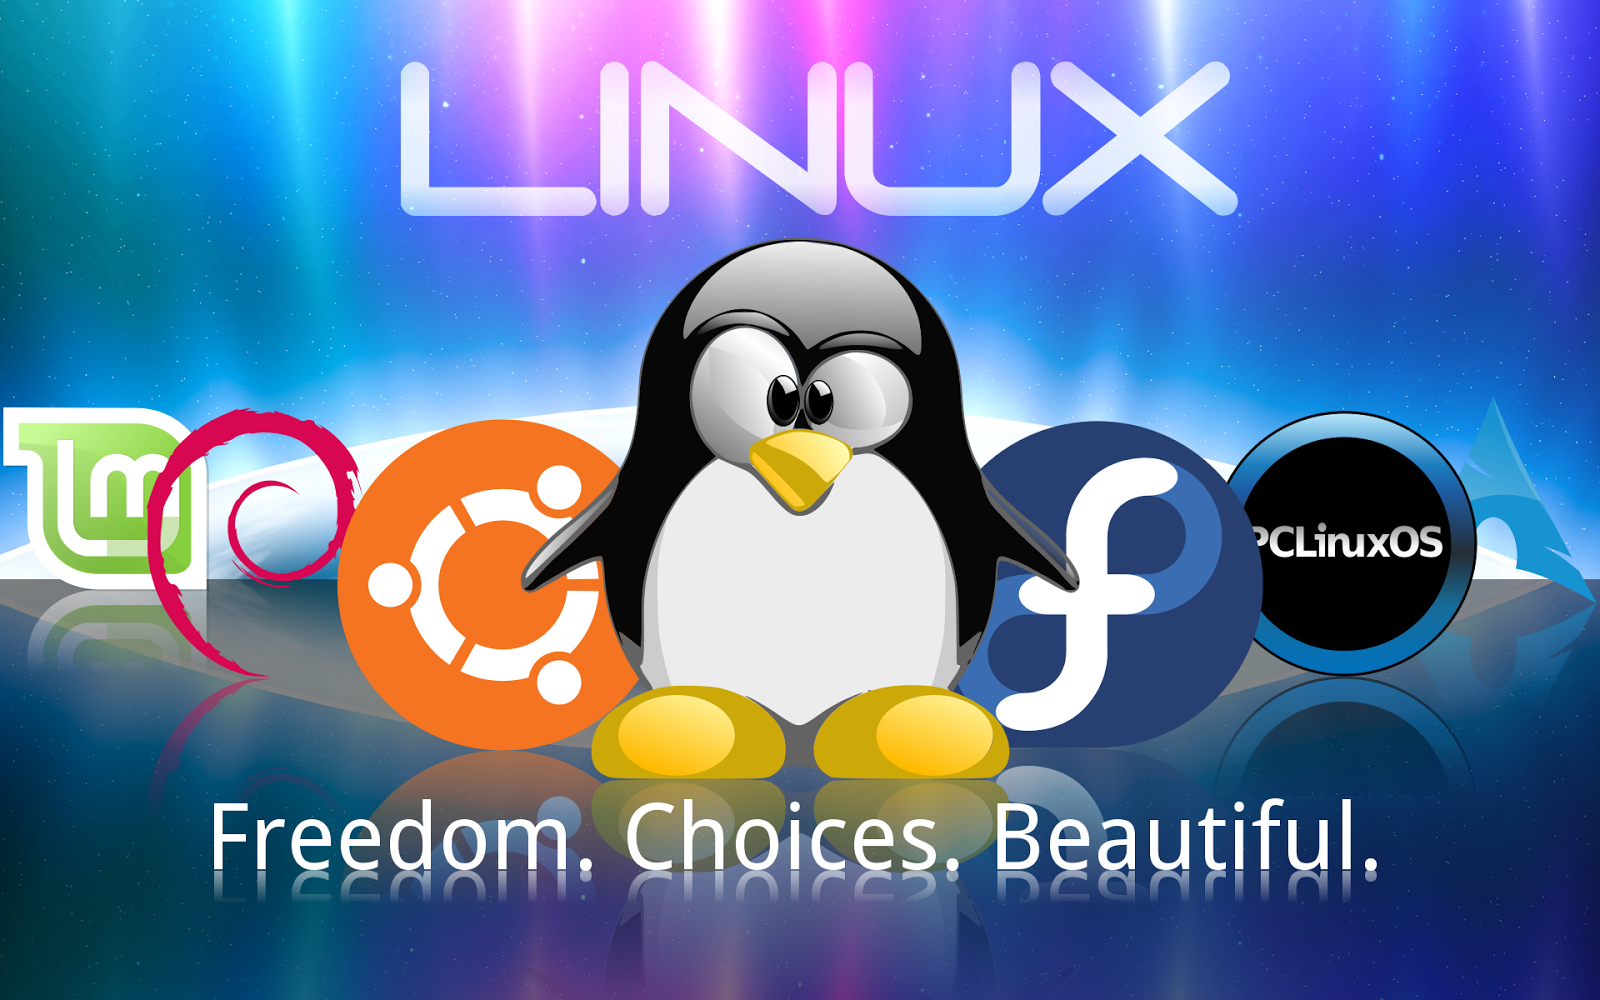 LINUX
lm
PCLinuxOS
Freedom. Choices. Beautiful.